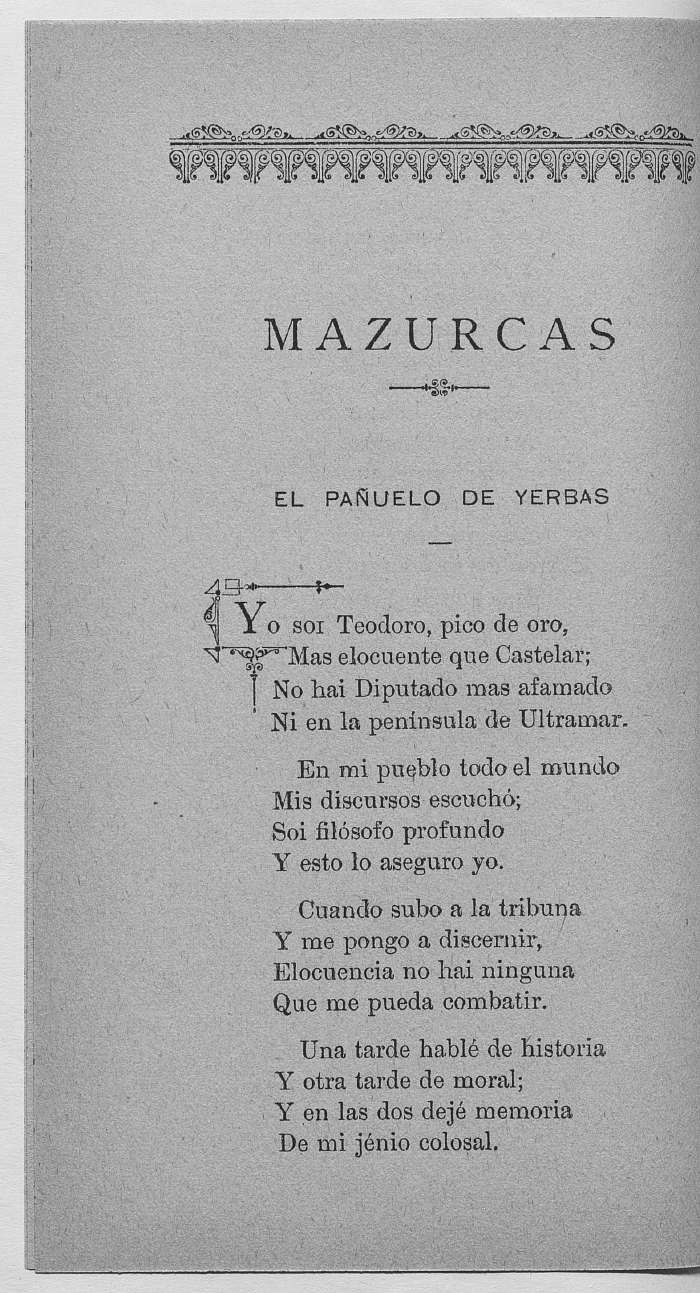 MAZURCAS
EL PAÑUELO DE YERBAS
Yo soi Teodoro, pico de oro,
Mas elocuente que Castelar;
No hai Diputado mas afamado
Ni en la península de Ultramar.
En mi pueblo todo el mundo
Mis discursos escuchó;
Soi filósofo profundo
Y esto lo aseguro yo.
Cuando subo a la tribuna
Y me pongo a discernir,
Elocuencia no hai ninguna
Que me pueda combatir.
Una tarde hablé de historia
Y otra tarde de moral;
Y en las dos dejé memoria
De mi jénio colosal.